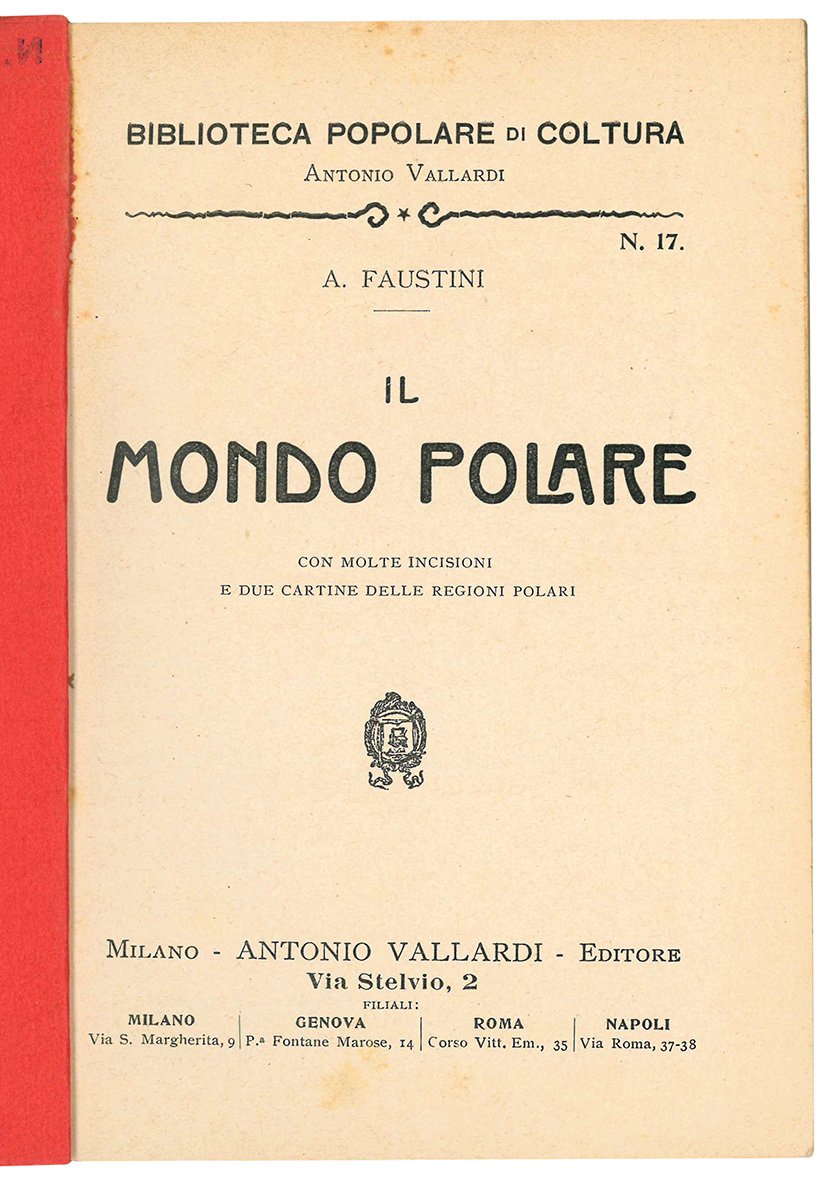 BIBLIOTECA POPOLARE DI COLTURA
ANTONIO VALLARDI
N. 17.
A. FAUSTINI
IL
MONDO POLARE
CON MOLTE INCISIONI
E DUE CARTINE DELLE REGIONI POLARI
MILANO - ANTONIO VALLARDI - EDITORE
Via Stelvio, 2
FILIALI:
MILANO GENOVA ROMA NAPOLI
Via S. Margherita, 9 P.ª Fontane Marose, 14 Corso Vitt. Em., 35 Via Roma, 37-38